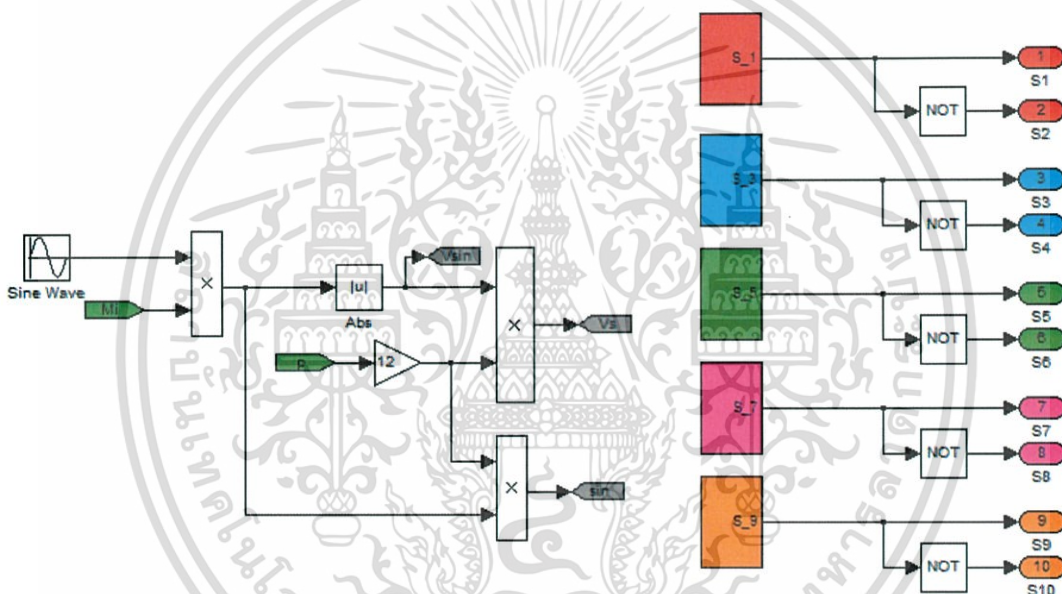 Sine Wave
Mi
×
|u|
Abs
Vsin
12
×
Vs
×
sin
S_1
1
S1
NOT
2
S2
S_3
3
S3
NOT
4
S4
S_5
5
S5
NOT
6
S6
S_7
7
S7
NOT
8
S8
S_9
9
S9
NOT
10
S10